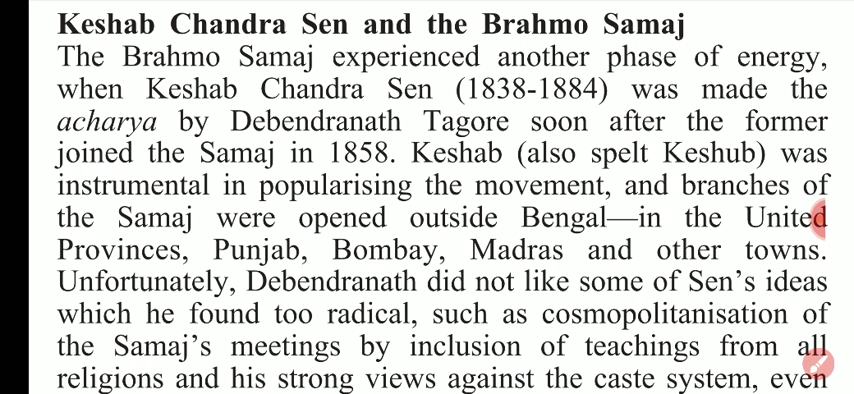 Keshab Chandra Sen and the Brahmo Samaj
The Brahmo Samaj experienced another phase of energy,
when Keshab Chandra Sen (1838-1884) was made the
acharya by Debendranath Tagore soon after the former
joined the Samaj in 1858. Keshab (also spelt Keshub) was
instrumental in popularising the movement, and branches of
the Samaj were opened outside Bengal—in the United
Provinces, Punjab, Bombay, Madras and other towns.
Unfortunately, Debendranath did not like some of Sen's ideas
which he found too radical, such as cosmopolitanisation of
the Samaj's meetings by inclusion of teachings from all
religions and his strong views against the caste system, even